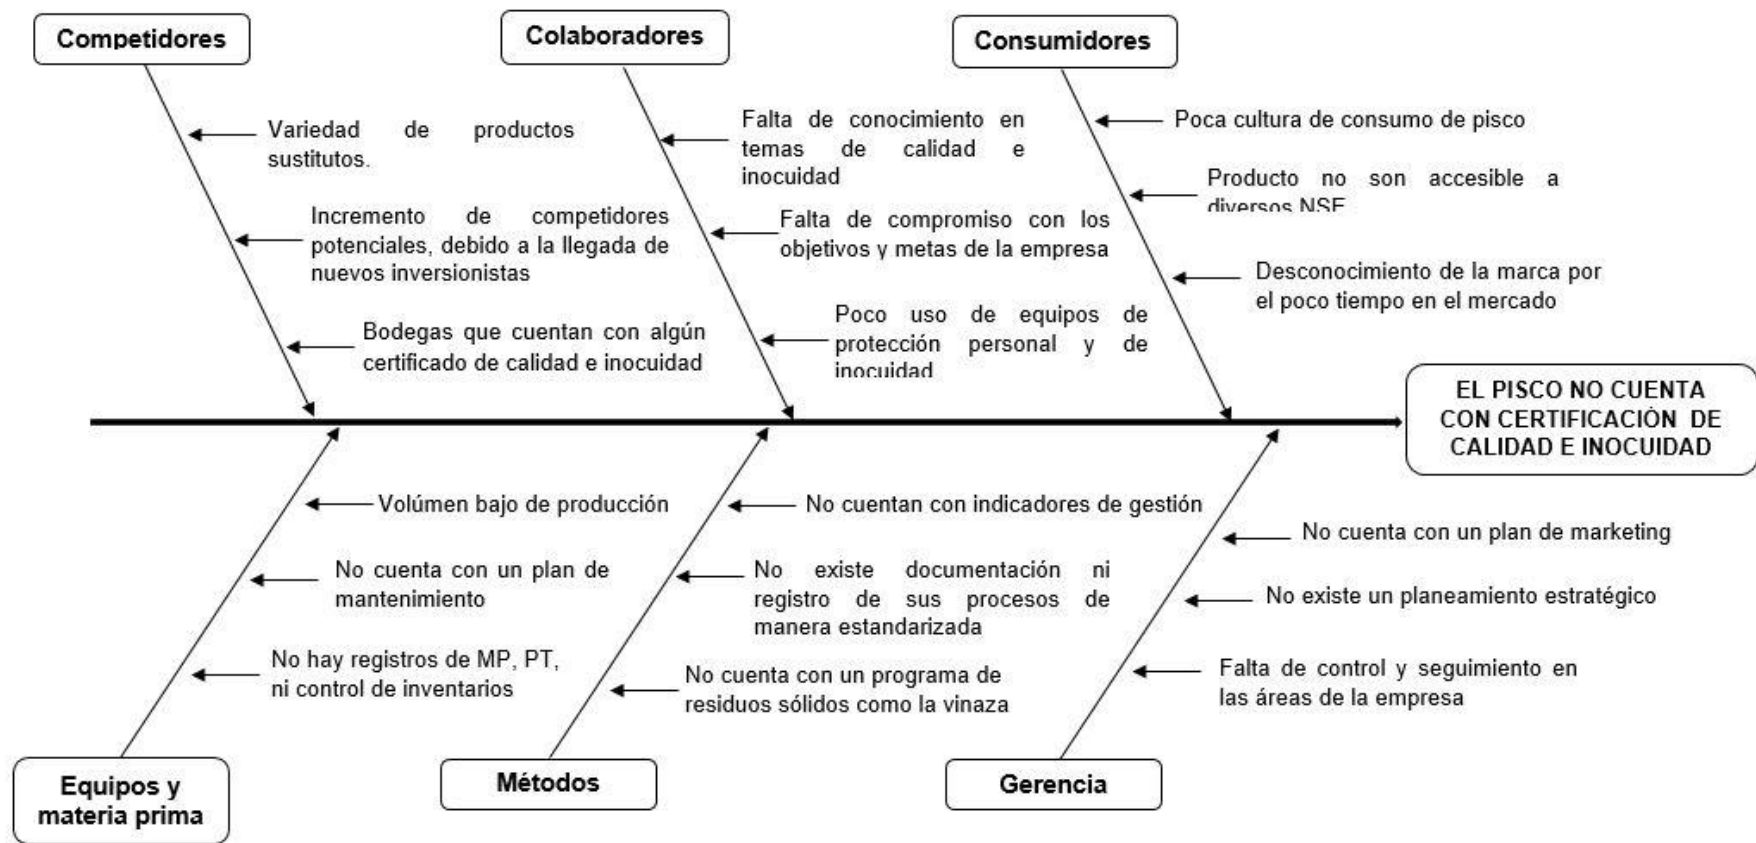 Competidores
Colaboradores
Consumidores
Variedad de productos
sustitutos.
Incremento de competidores
potenciales, debido a la llegada de
nuevos inversionistas
Bodegas que cuentan con algún
certificado de calidad e inocuidad
Falta de conocimiento en
temas de calidad e
inocuidad
Falta de compromiso con los
objetivos y metas de la empresa
Poco uso de equipos de
protección personal y de
inocuidad
Poca cultura de consumo de pisco
Producto no son accesible a
diversos NSE
Desconocimiento de la marca por
el poco tiempo en el mercado
EL PISCO NO CUENTA
CON CERTIFICACIÓN DE
CALIDAD E INOCUIDAD
Volúmen bajo de producción
No cuenta con un plan de
mantenimiento
No hay registros de MP, PT,
ni control de inventarios
No cuentan con indicadores de gestión
No existe documentación ni
registro de sus procesos de
manera estandarizada
No cuenta con un programa de
residuos sólidos como la vinaza
No cuenta con un plan de marketing
No existe un planeamiento estratégico
Falta de control y seguimiento en
las áreas de la empresa
Equipos y
materia prima
Métodos
Gerencia